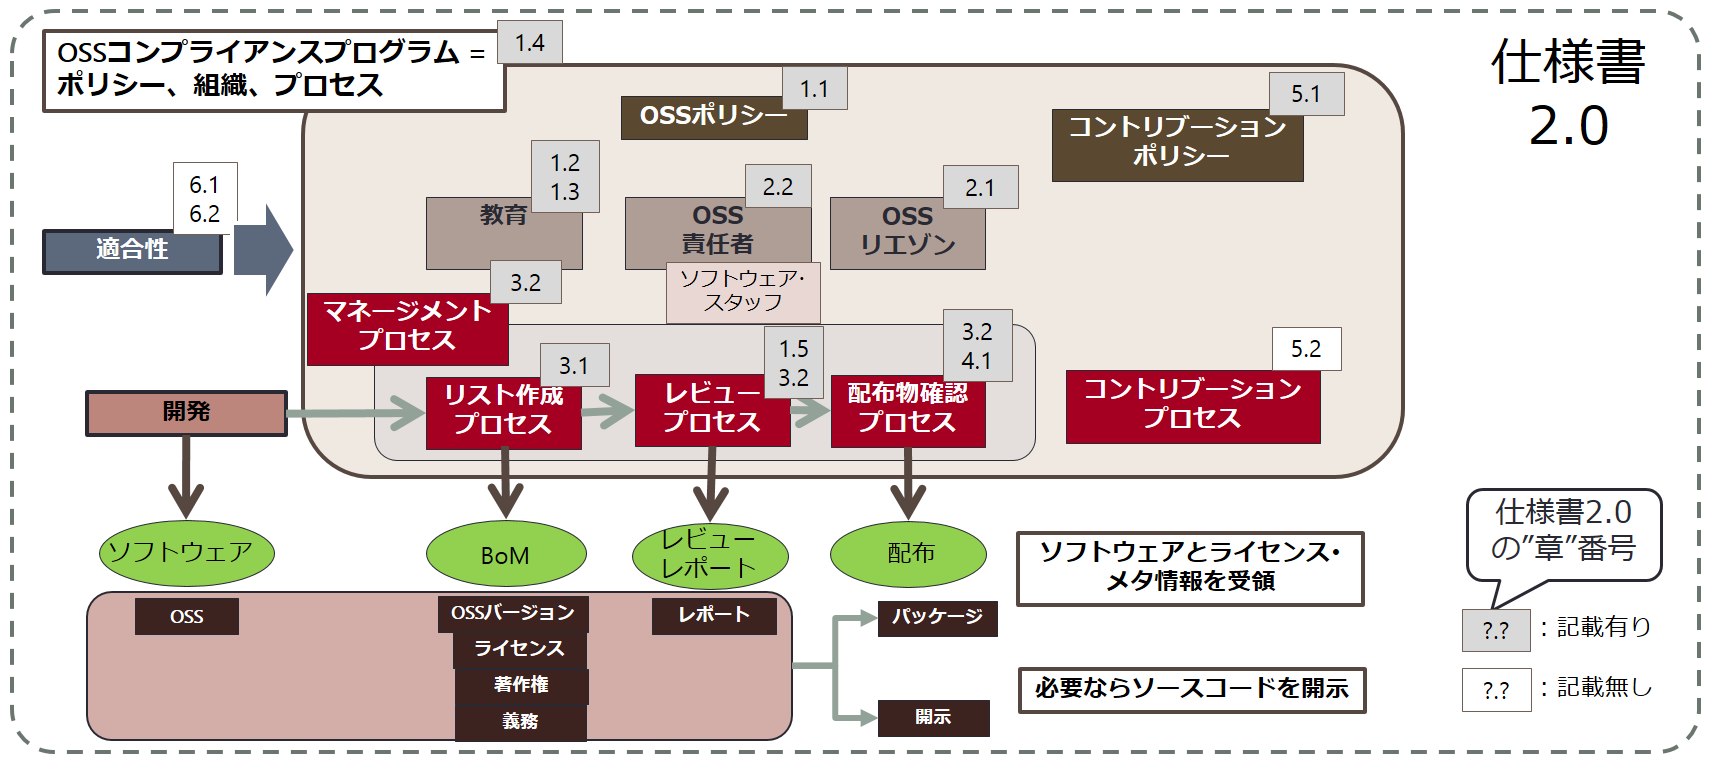 OSSコンプライアンスプログラム =
ポリシー、組織、プロセス
1.4
仕様書
2.0
OSSポリシー
1.1
コントリビューション
ポリシー
5.1
6.1
6.2
適合性
教育
1.2
1.3
OSS
責任者
2.2
OSS
リエゾン
2.1
ソフトウェア・
スタッフ
マネージメント
プロセス
3.2
リスト作成
プロセス
3.1
レビュー
プロセス
1.5
3.2
配布物確認
プロセス
3.2
4.1
コントリビューション
プロセス
5.2
開発
ソフトウェア
BoM
レビュー
レポート
配布
ソフトウェアとライセンス・
メタ情報を受領
仕様書2.0
の”章”番号
OSS
OSSバージョン
ライセンス
著作権
義務
レポート
パッケージ
開示
必要ならソースコードを開示
?.?
：記載有り
?.?
：記載無し